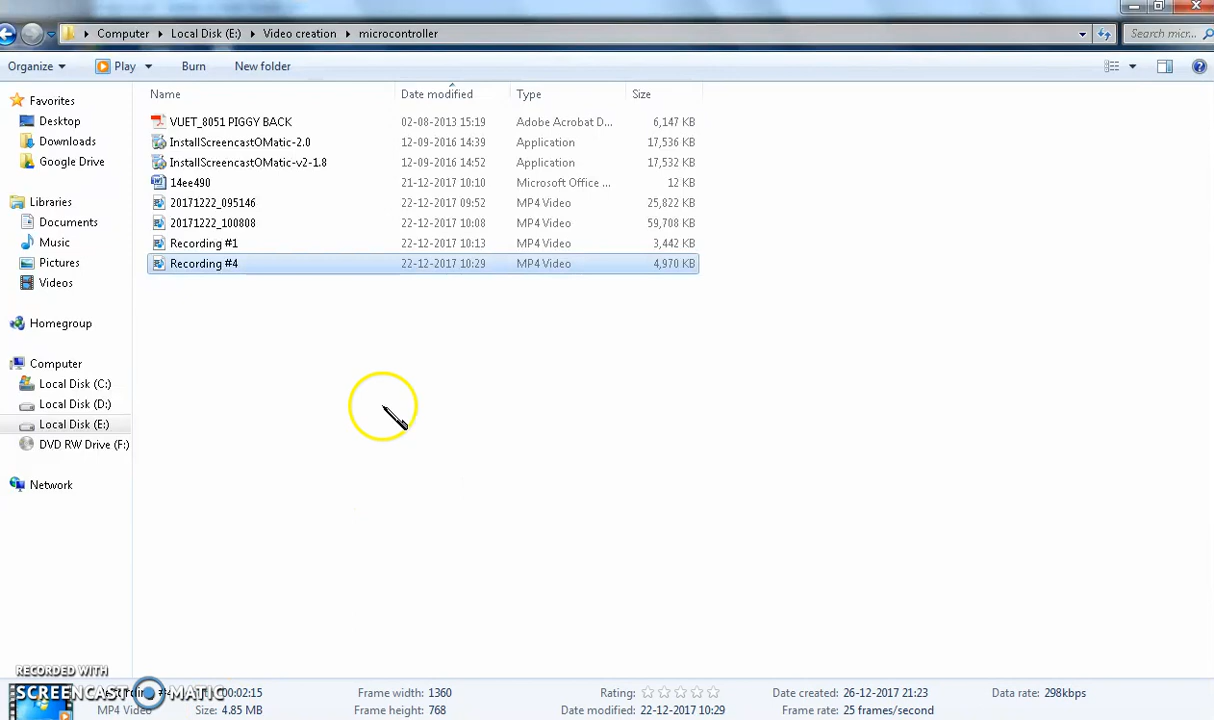 Computer Local Disk (E:) Video creation microcontroller Search micr...
Organize Play Burn New folder
Name Date modified Type Size
Favorites
Desktop
Downloads
Google Drive
Libraries
Documents
Music
Pictures
Videos
Homegroup
Computer
Local Disk (C:)
Local Disk (D:)
Local Disk (E:)
DVD RW Drive (F:)
Network
VUET_8051 PIGGY BACK 02-08-2013 15:19 Adobe Acrobat D... 6,147 KB
InstallScreencastOMatic-2.0 12-09-2016 14:39 Application 17,536 KB
InstallScreencastOMatic-v2-1.8 12-09-2016 14:52 Application 17,532 KB
14ee490 21-12-2017 10:10 Microsoft Office ... 12 KB
20171222_095146 22-12-2017 09:52 MP4 Video 25,822 KB
20171222_100808 22-12-2017 10:08 MP4 Video 59,708 KB
Recording #1 22-12-2017 10:13 MP4 Video 3,442 KB
Recording #4 22-12-2017 10:29 MP4 Video 4,970 KB
RECORDED WITH
SCREENCAST MATIC
:00:02:15 Frame width: 1360 Rating: Date created: 26-12-2017 21:23 Data rate: 298kbps
MP4 Video Size: 4.85 MB Frame height: 768 Date modified: 22-12-2017 10:29 Frame rate: 25 frames/second